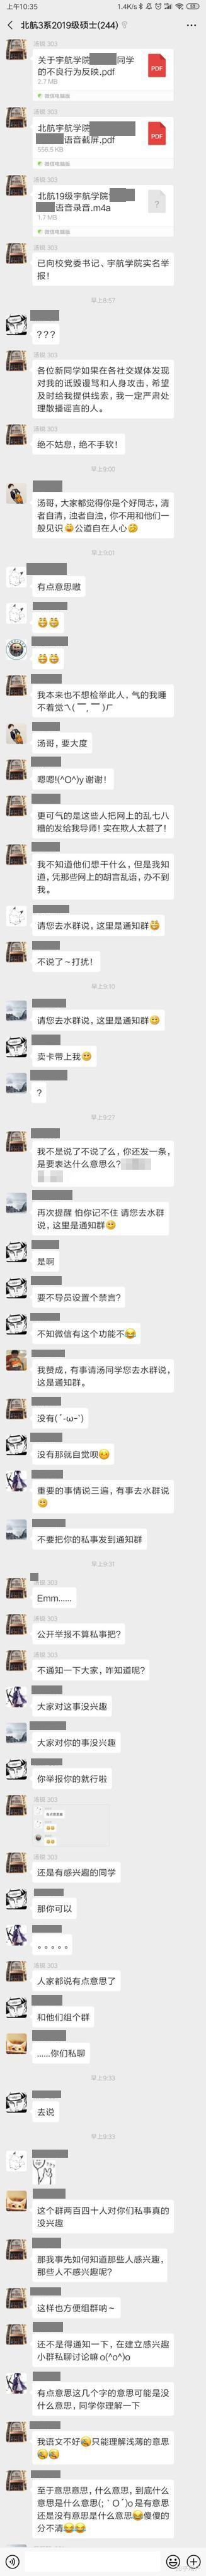 上午10:35
1.4K/s
北航3系2019级硕士(244)
汤栋 303
关于宇航学院
同学
的不良行为反映.pdf
2.7 MB
PDF
微信电脑版
北航宇航学院
语音截屏.pdf
556.5 KB
PDF
微信电脑版
汤栋 303
北航19级宇航学院
语音录音.m4a
1.7 MB
?
微信电脑版
汤栋 303
已向校党委书记、宇航学院实名举
报！
早上8:57
？？？
汤栋 303
各位新同学如果在各社交媒体发现
对我的诋毁谩骂和人身攻击，希望
及时给我提供线索，我一定严肃处
理散播谣言的人。
汤栋 303
绝不姑息，绝不手软！
早上9:00
汤哥，大家都觉得你是个好同志，清
者自清，浊者自浊，你不用和他们一
般见识😄公道自在人心😊
早上9:01
有点意思嗷
😄😄
😄😄
我本来也不想检举此人，气的我睡
不着觉ㄟ(￣,￣)ㄏ
汤哥，要大度
嗯嗯!(^O^)y 谢谢！
更可气的是这些人把网上的乱七八
糟的发给我导师！实在欺人太甚了！
我不知道他们想干什么，但是我知
道，凭那些网上的胡言乱语，办不到
我。
请您去水群说，这里是通知群😄
不说了～打扰！
早上9:10
请您去水群说，这里是通知群😊
卖卡带上我😊
？
早上9:27
我不是说了不说了么，你还发一条，
是要表达什么意思么？
再次提醒 怕你记不住 请您去水群
说，这里是通知群😊
是啊
要不导员设置个禁言？
不知微信有这个功能不😂
我赞成，有事请汤同学您去水群说，
这是通知群。
没有(´-ω-`)
没有那就自觉呗😊
重要的事情说三遍，有事去水群说
🙂
不要把你的私事发到通知群
早上9:31
汤栋 303
Emm......
汤栋 303
公开举报不算私事把？
汤栋 303
不通知一下大家，咋知道呢？
大家对这事没兴趣
大家对你的事没兴趣
你举报你的就行啦
汤栋 303
汤栋 303
还是有感兴趣的同学
那你可以
。。。。。
汤栋 303
人家都说有点意思了
和他们组个群
......你们私聊
早上9:33
去说
早上9:39
这个群两百四十人对你们私事真的
没兴趣
那我事先如何知道那些人感兴趣，
那些人不感兴趣呢？
这样也方便组群呐～
还不是得通知一下，在建立感兴趣
小群私聊讨论嘛o(^o^)o
有点意思这几个字的意思可能是没
什么意思，同学你理解一下
我语文不好😥只能理解浅薄的意思
😥😥
至于意思意思，什么意思，到底什么
意思是什么意思(；´O`)o是有意思
还是没有意思是什么意思😂傻傻的
分不清😂😂